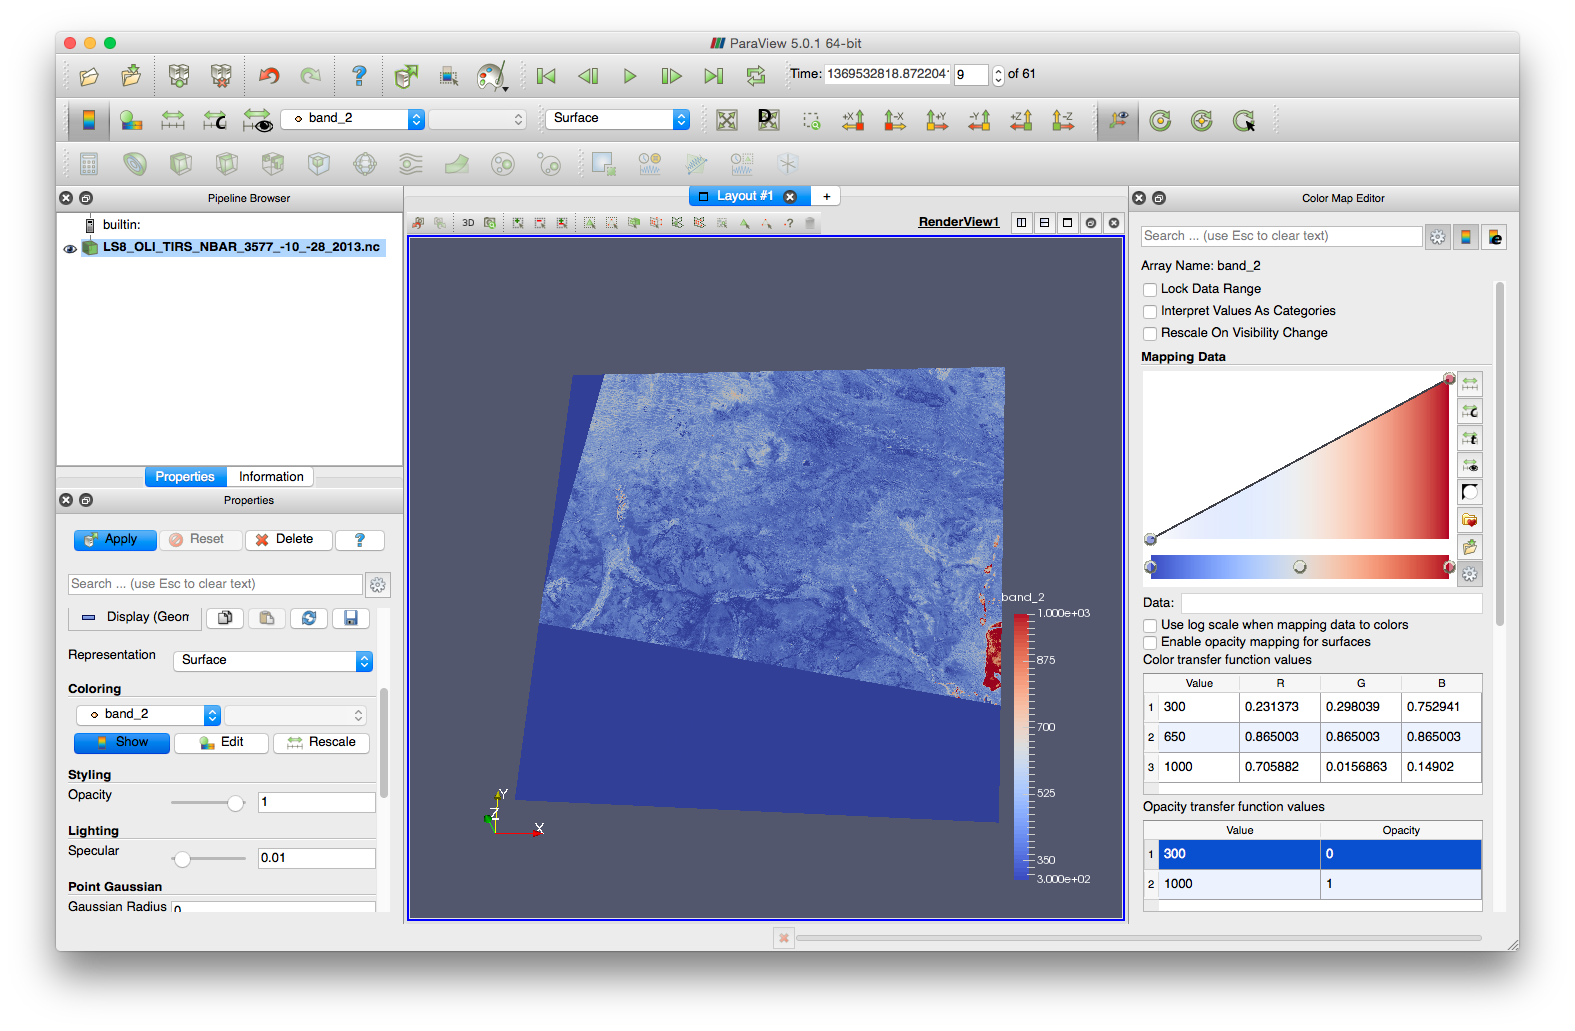 ParaView 5.0.1 64-bit
Time: 1369532818.872204 9 of 61
band_2 Surface
Pipeline Browser
builtin:
LS8_OLI_TIRS_NBAR_3577_-10_-28_2013.nc
Properties Information
Properties
Apply Reset Delete ?
Search ... (use Esc to clear text)
Display (Geom
Representation Surface
Coloring
band_2
Show Edit Rescale
Styling
Opacity 1
Lighting
Specular 0.01
Point Gaussian
Gaussian Radius 0
Layout #1 +
3D RenderView1
band_2
1.000e+03
875
700
525
350
3.000e+02
Y
Z
X
Color Map Editor
Search ... (use Esc to clear text)
Array Name: band_2
Lock Data Range
Interpret Values As Categories
Rescale On Visibility Change
Mapping Data
Data:
Use log scale when mapping data to colors
Enable opacity mapping for surfaces
Color transfer function values
Value R G B
1 300 0.231373 0.298039 0.752941
2 650 0.865003 0.865003 0.865003
3 1000 0.705882 0.0156863 0.14902
Opacity transfer function values
Value Opacity
1 300 0
2 1000 1